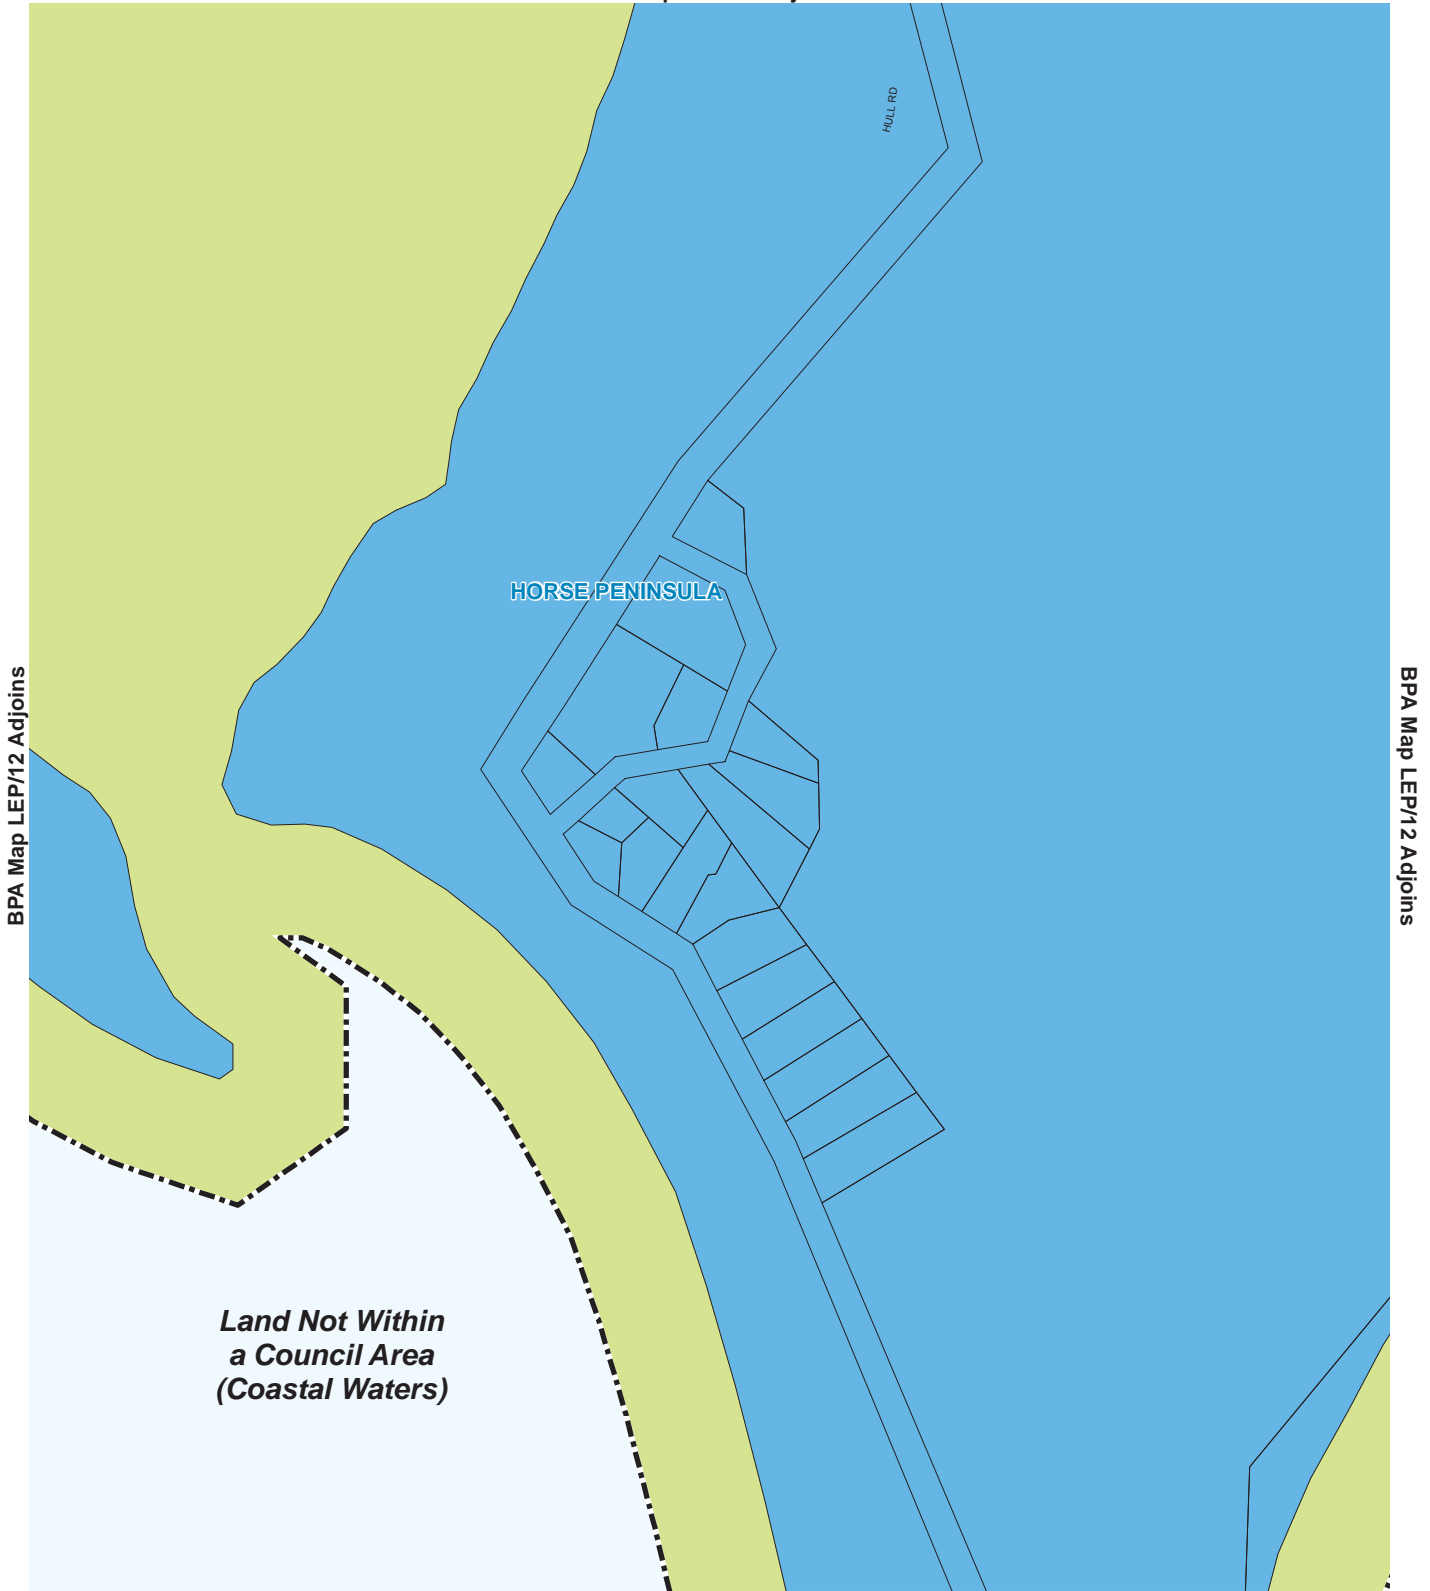 HULL RD
HORSE PENINSULA
BPA Map LEP/12 Adjoins
BPA Map LEP/12 Adjoins
Land Not Within
a Council Area
(Coastal Waters)